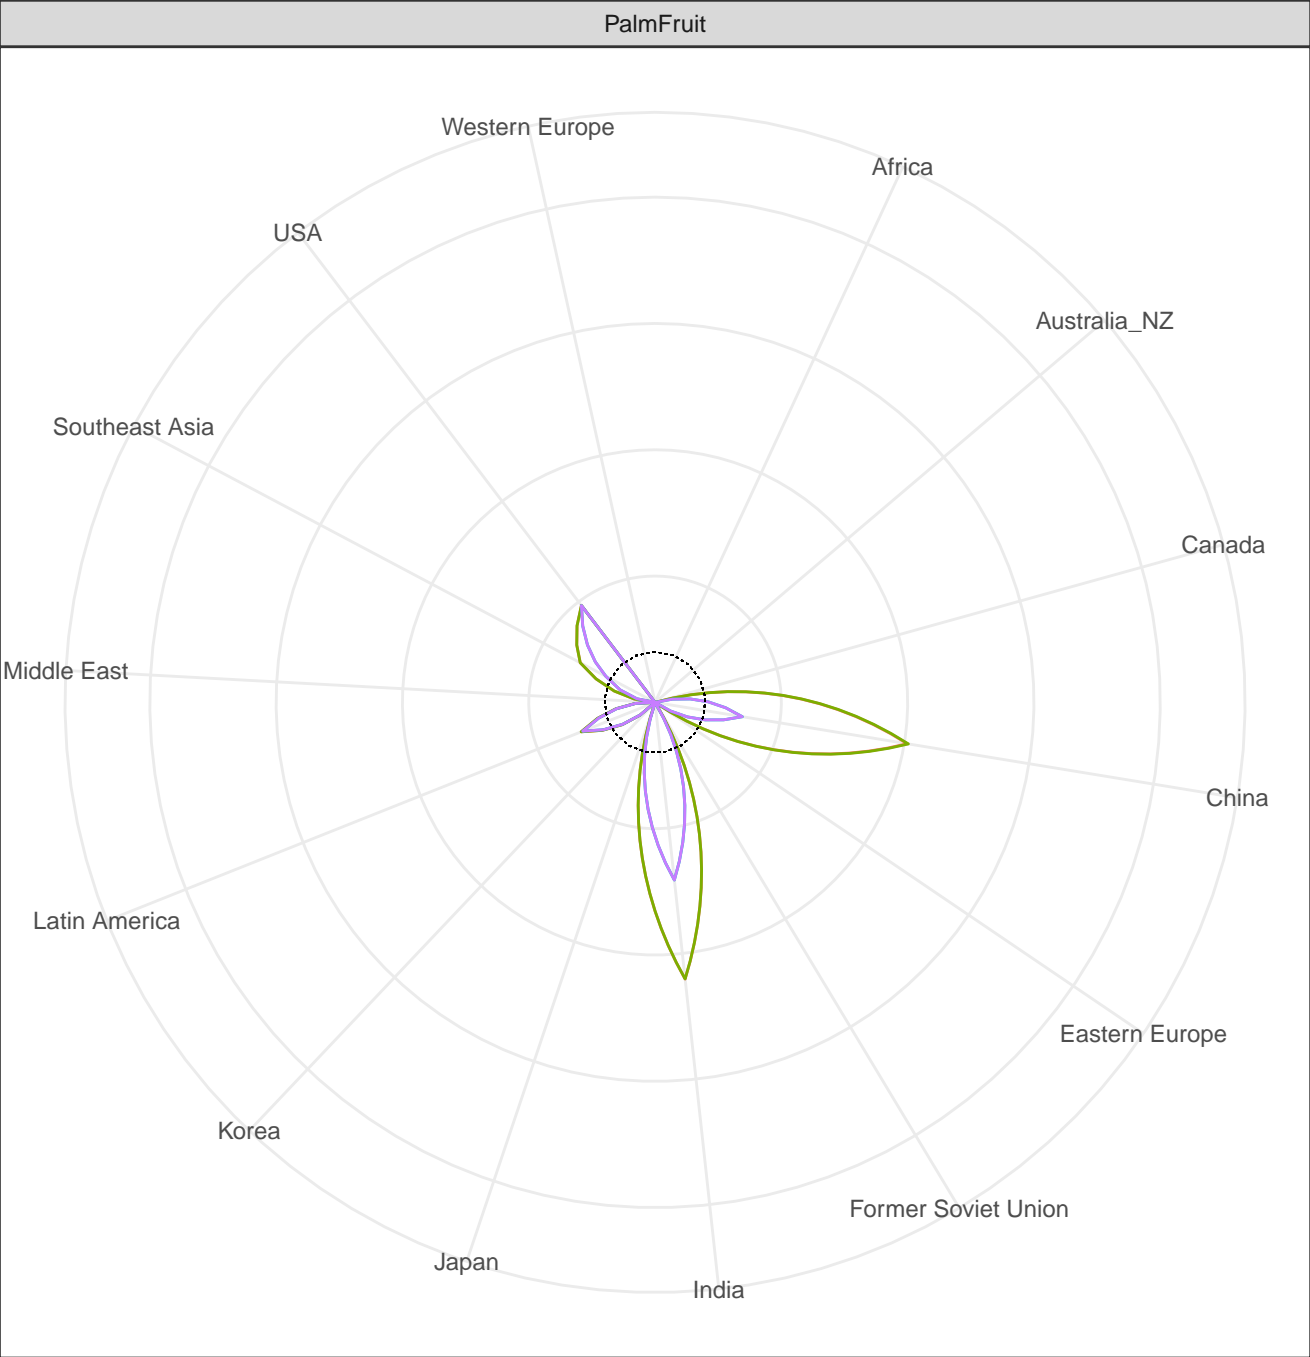 PalmFruit
Western Europe
Africa
USA
Australia_NZ
Southeast Asia
Canada
Middle East
China
Latin America
Eastern Europe
Korea
Former Soviet Union
Japan
India